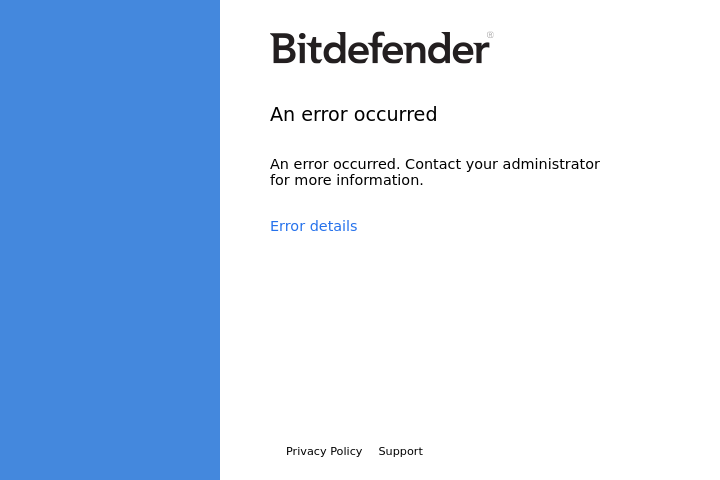 Bitdefender®
An error occurred
An error occurred. Contact your administrator
for more information.
Error details
Privacy Policy Support